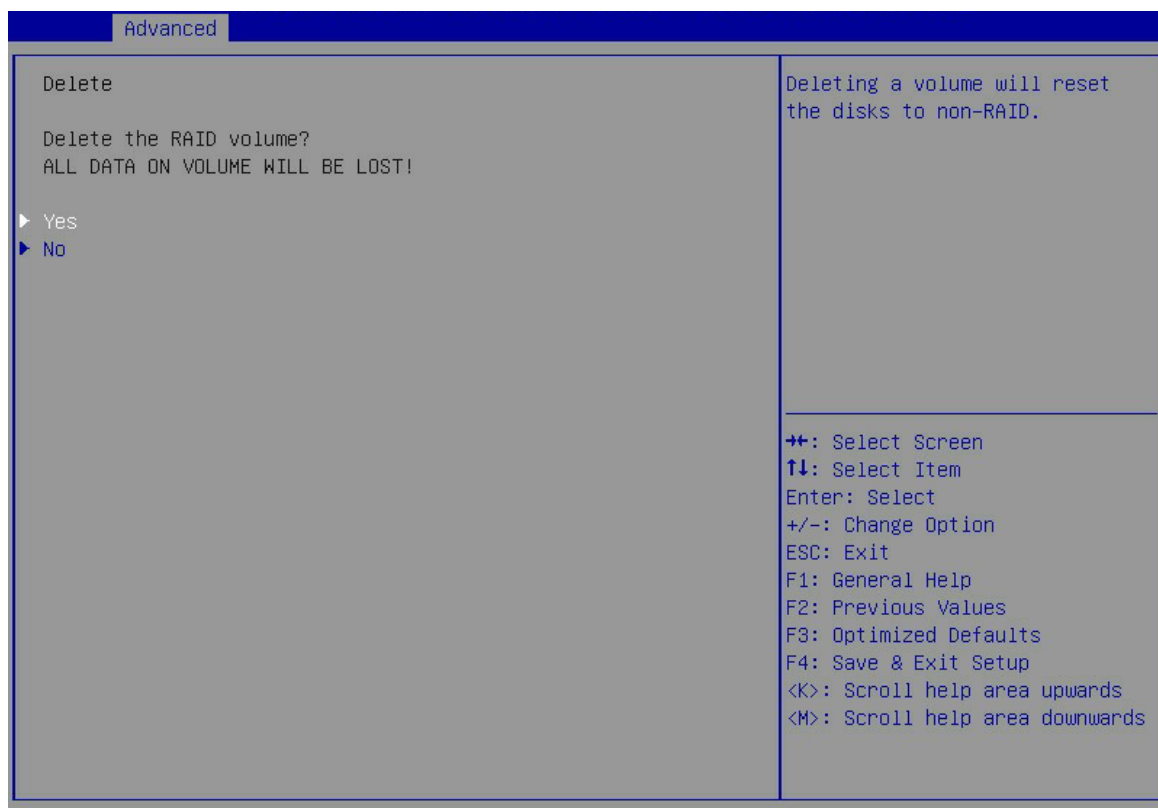 Advanced
Delete
Delete the RAID volume?
ALL DATA ON VOLUME WILL BE LOST!
Yes
No
Deleting a volume will reset
the disks to non-RAID.
→←: Select Screen
↑↓: Select Item
Enter: Select
+/-: Change Option
ESC: Exit
F1: General Help
F2: Previous Values
F3: Optimized Defaults
F4: Save & Exit Setup
<K>: Scroll help area upwards
<M>: Scroll help area downwards